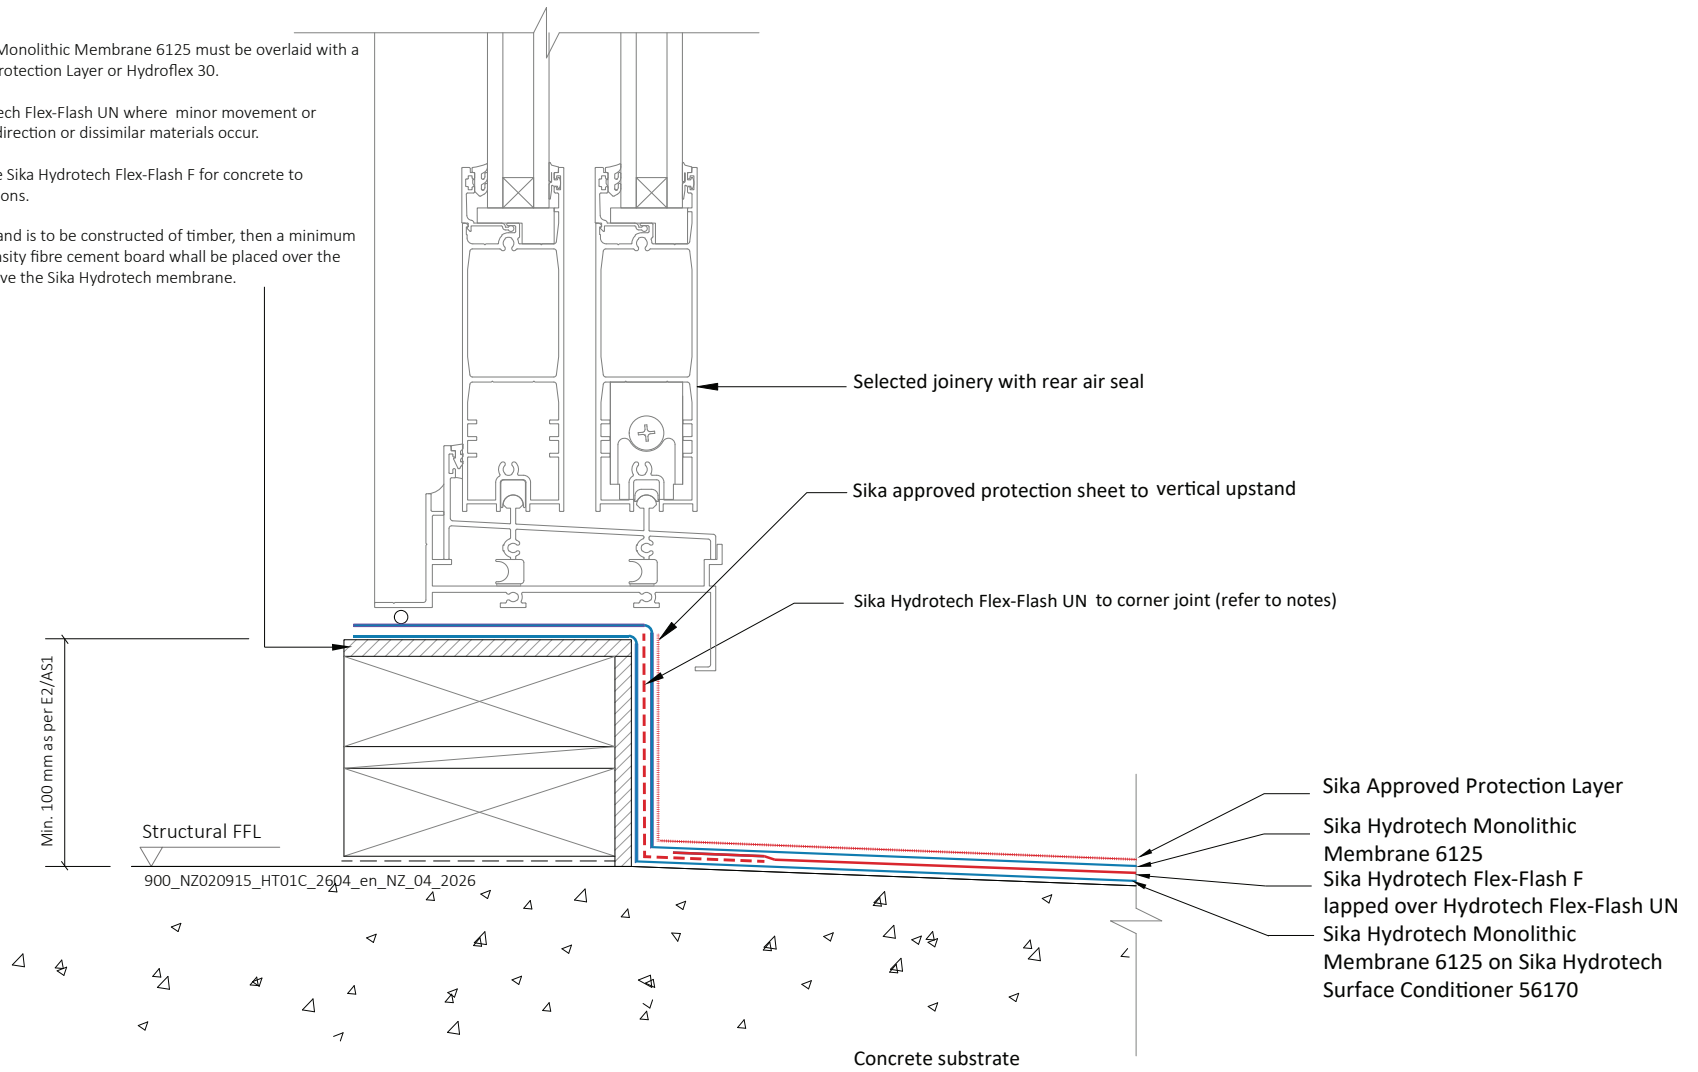 Monolithic Membrane 6125 must be overlaid with a
rotection Layer or Hydroflex 30.
ech Flex-Flash UN where minor movement or
direction or dissimilar materials occur.
e Sika Hydrotech Flex-Flash F for concrete to
ons.
and is to be constructed of timber, then a minimum
sity fibre cement board whall be placed over the
ve the Sika Hydrotech membrane.
Selected joinery with rear air seal
Sika approved protection sheet to vertical upstand
Sika Hydrotech Flex-Flash UN to corner joint (refer to notes)
Min. 100 mm as per E2/AS1
Structural FFL
900_NZ020915_HT01C_2604_en_NZ_04_2026
Sika Approved Protection Layer
Sika Hydrotech Monolithic
Membrane 6125
Sika Hydrotech Flex-Flash F
lapped over Hydrotech Flex-Flash UN
Sika Hydrotech Monolithic
Membrane 6125 on Sika Hydrotech
Surface Conditioner 56170
Concrete substrate